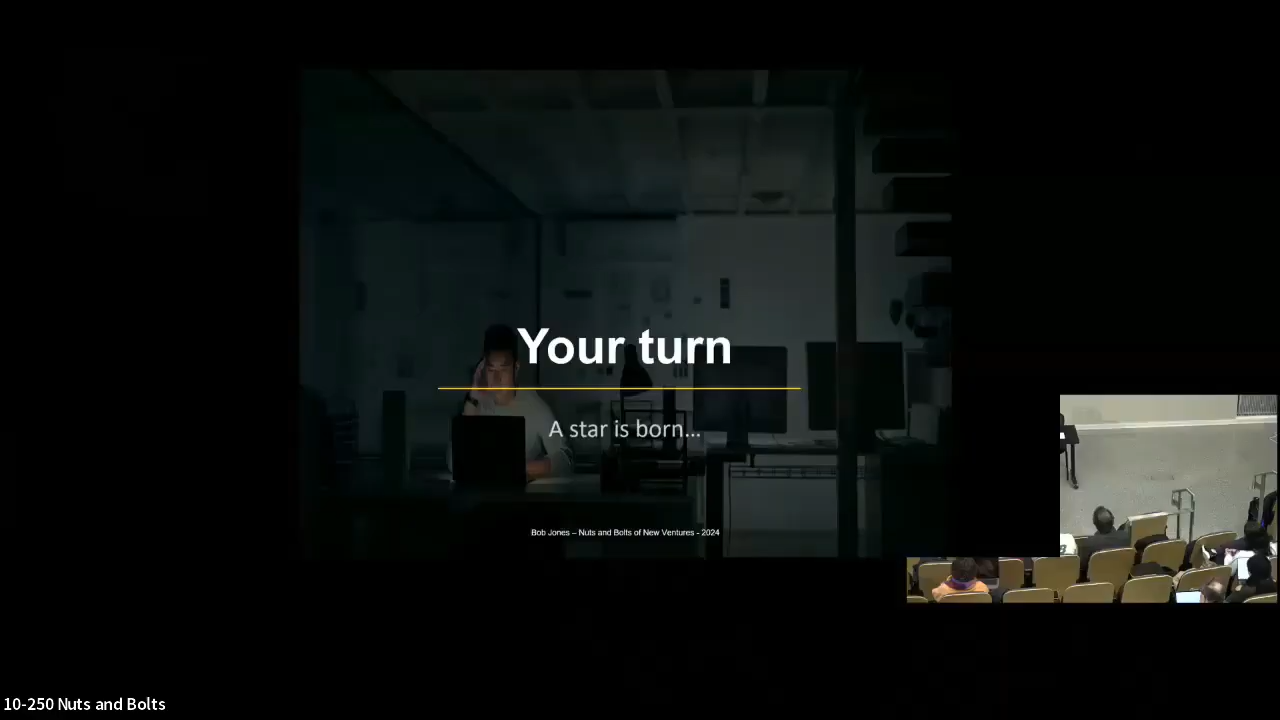 Your turn
A star is born...
Bob Jones – Nuts and Bolts of New Ventures - 2024
10-250 Nuts and Bolts